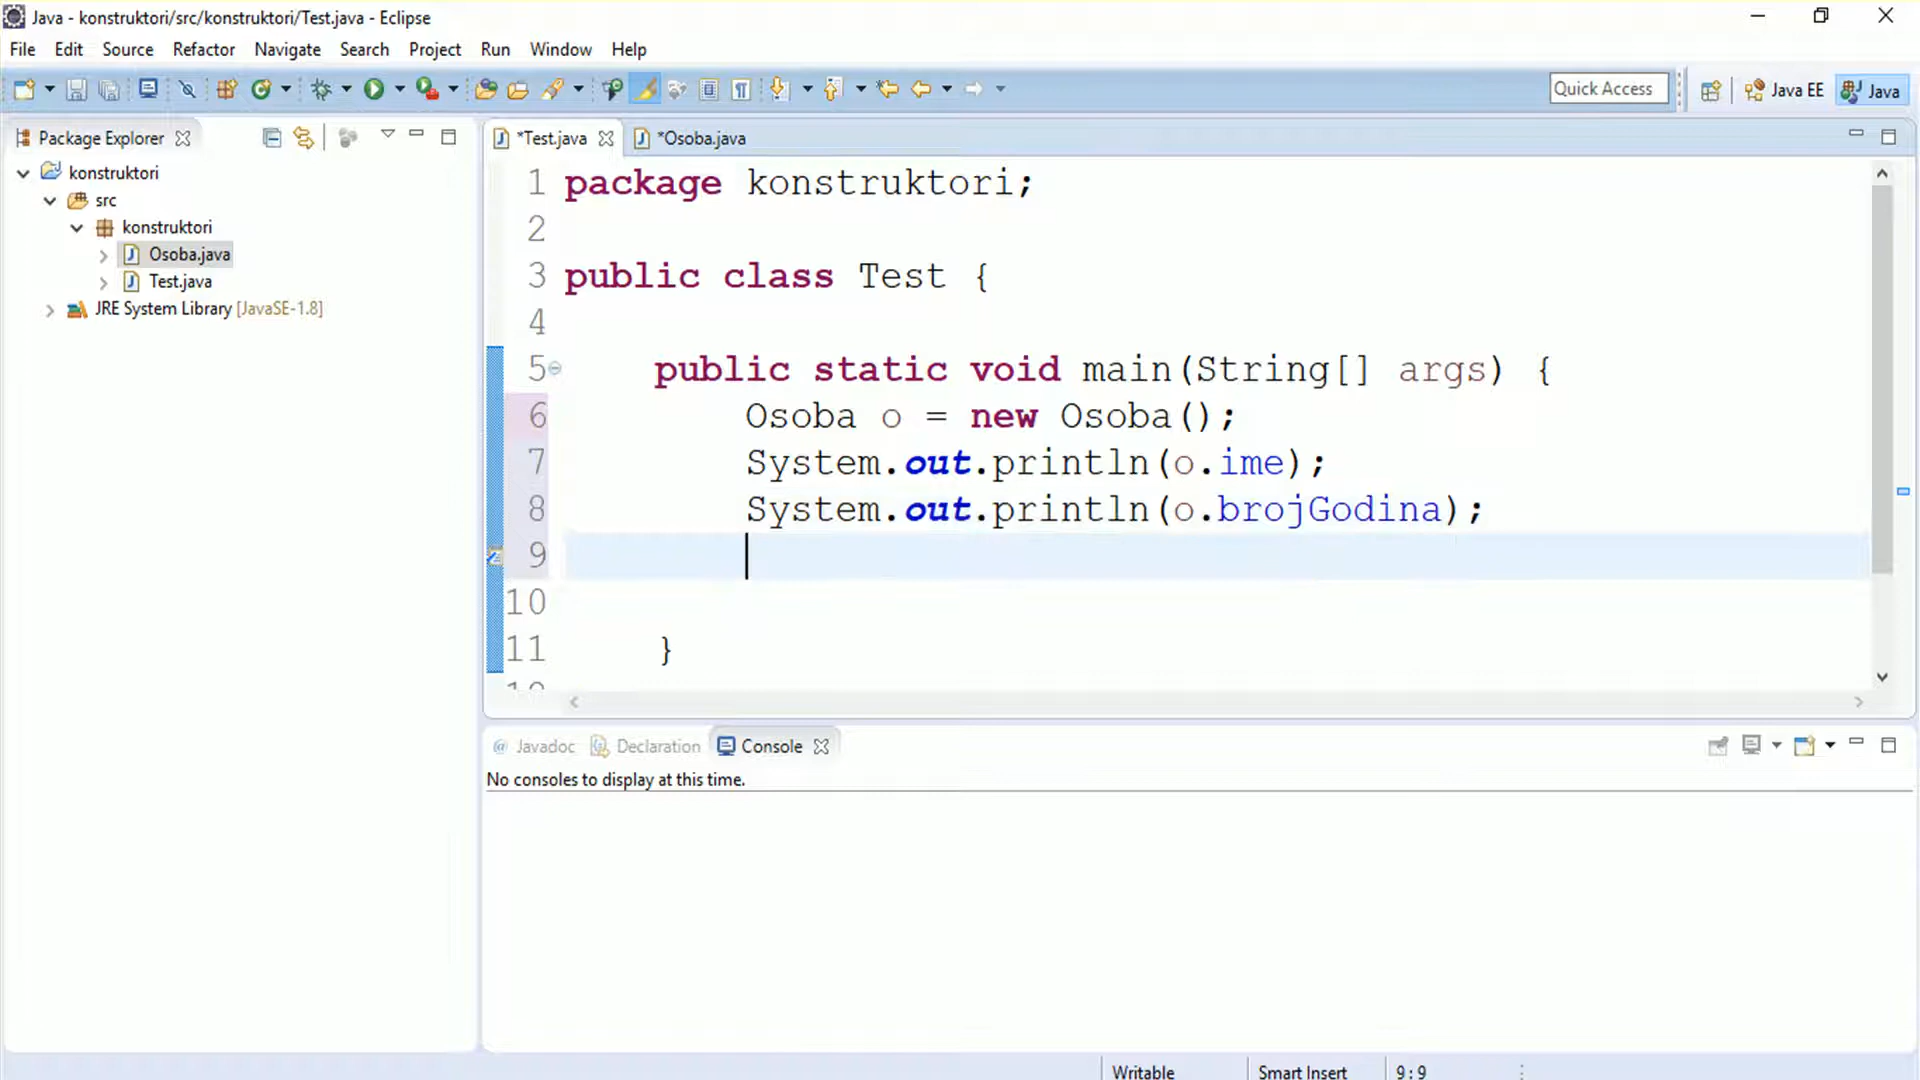 Java - konstruktori/src/konstruktori/Test.java - Eclipse
File Edit Source Refactor Navigate Search Project Run Window Help
Quick Access Java EE Java
Package Explorer
konstruktori
src
konstruktori
Osoba.java
Test.java
JRE System Library [JavaSE-1.8]
*Test.java *Osoba.java
1 package konstruktori;
2
3 public class Test {
4
5 public static void main(String[] args) {
6 Osoba o = new Osoba();
7 System.out.println(o.ime);
8 System.out.println(o.brojGodina);
9
10
11 }
Javadoc Declaration Console
No consoles to display at this time.
Writable Smart Insert 9:9